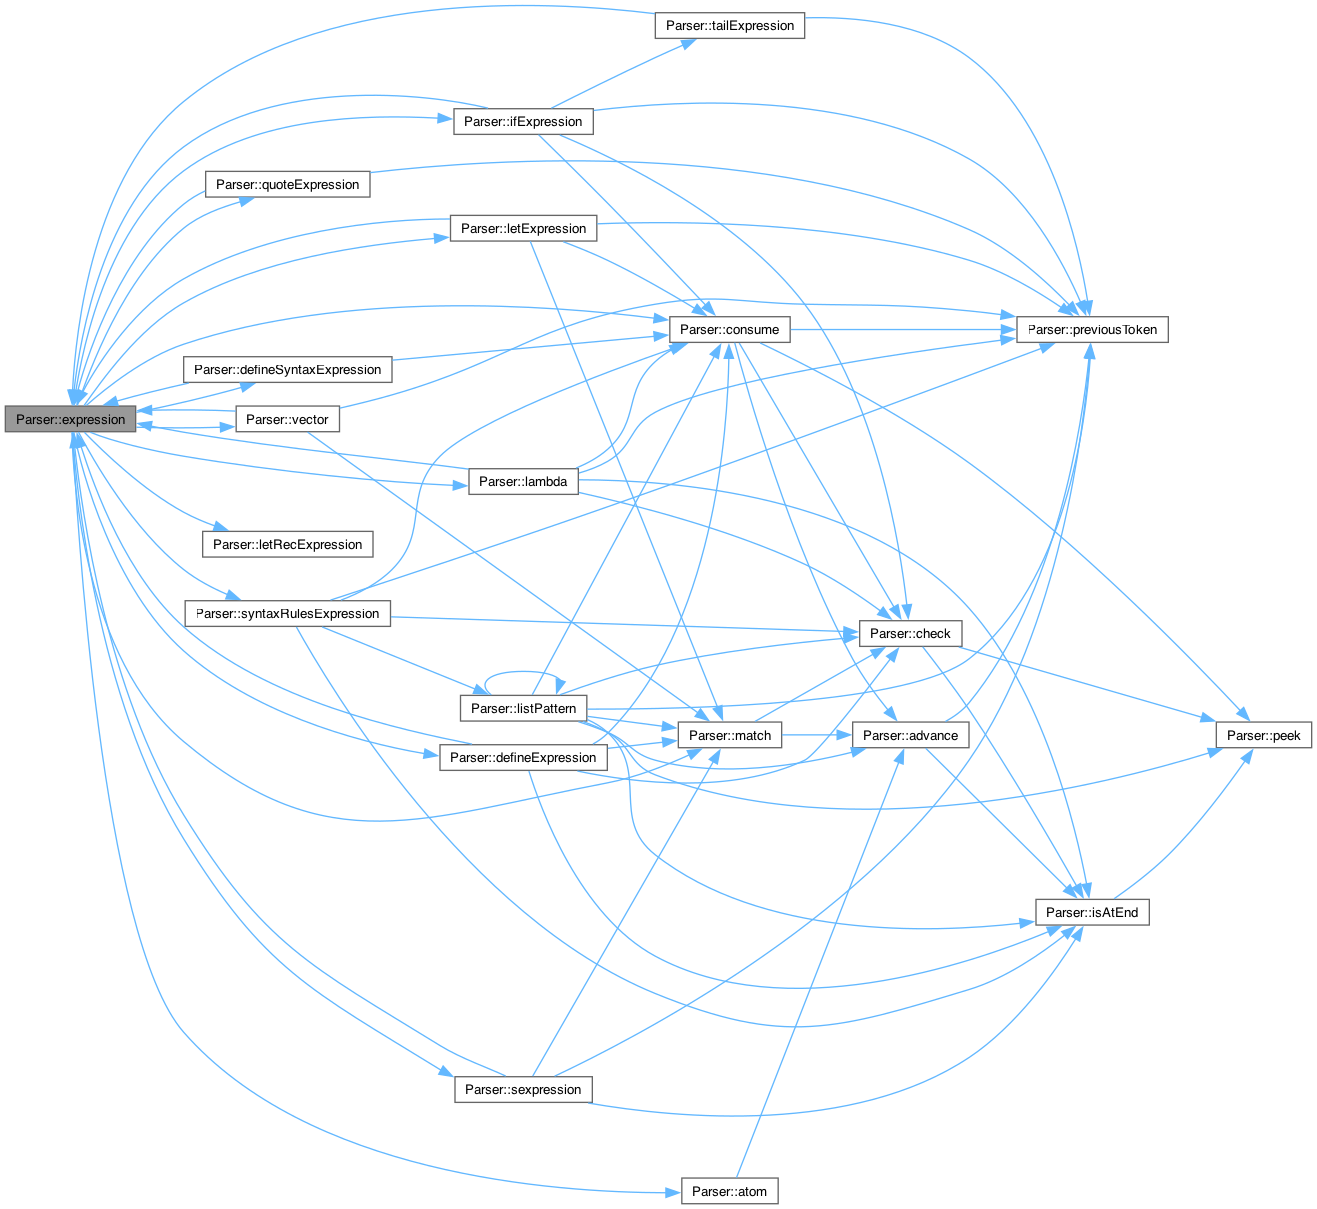 Parser::tailExpression
Parser::ifExpression
Parser::quoteExpression
Parser::letExpression
Parser::consume
Parser::previousToken
Parser::defineSyntaxExpression
Parser::expression
Parser::vector
Parser::lambda
Parser::letRecExpression
Parser::syntaxRulesExpression
Parser::check
Parser::listPattern
Parser::match
Parser::advance
Parser::peek
Parser::defineExpression
Parser::isAtEnd
Parser::sexpression
Parser::atom